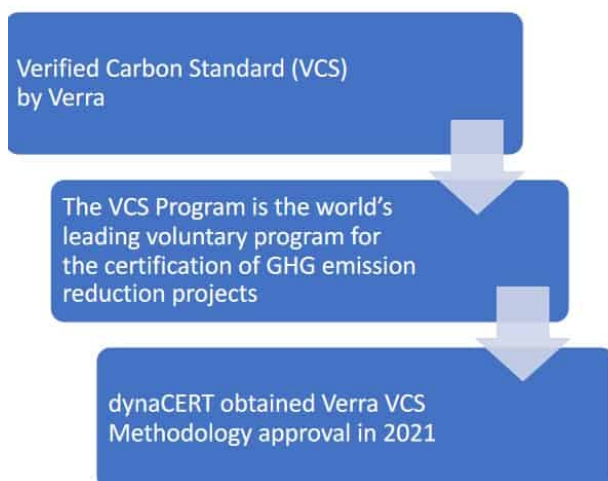 Verified Carbon Standard (VCS)
by Verra
The VCS Program is the world's
leading voluntary program for
the certification of GHG emission
reduction projects
dynaCERT obtained Verra VCS
Methodology approval in 2021